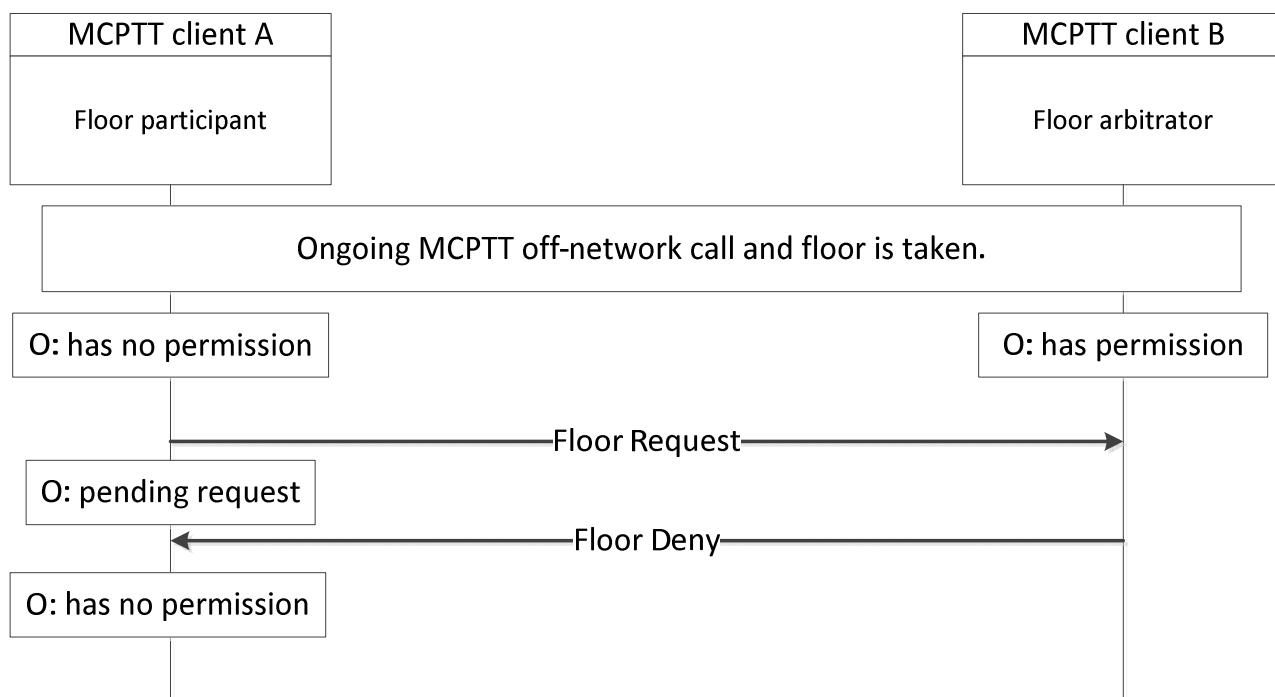 MCPTT client A
MCPTT client B
Floor participant
Floor arbitrator
Ongoing MCPTT off-network call and floor is taken.
O: has no permission
O: has permission
Floor Request
O: pending request
Floor Deny
O: has no permission